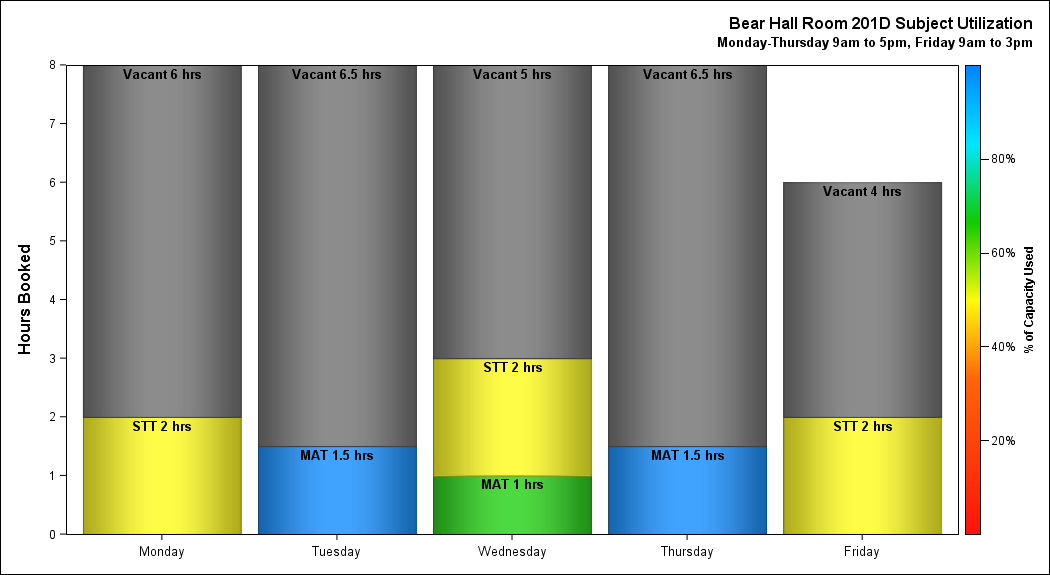 Bear Hall Room 201D Subject Utilization
Monday-Thursday 9am to 5pm, Friday 9am to 3pm
Hours Booked
8
7
6
5
4
3
2
1
0
Vacant 6 hrs
STT 2 hrs
Vacant 6.5 hrs
MAT 1.5 hrs
Vacant 5 hrs
STT 2 hrs
MAT 1 hrs
Vacant 6.5 hrs
MAT 1.5 hrs
Vacant 4 hrs
STT 2 hrs
Monday
Tuesday
Wednesday
Thursday
Friday
80%
60%
40%
20%
% of Capacity Used